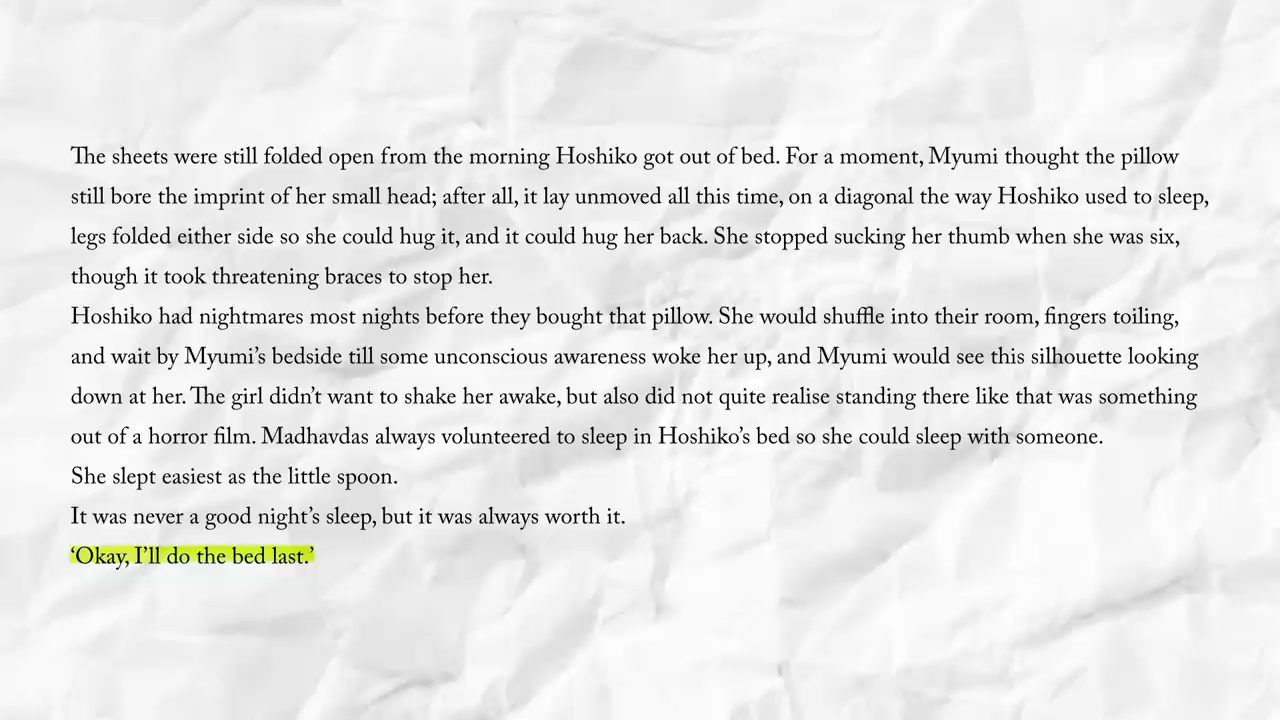 The sheets were still folded open from the morning Hoshiko got out of bed. For a moment, Myumi thought the pillow
still bore the imprint of her small head; after all, it lay unmoved all this time, on a diagonal the way Hoshiko used to sleep,
legs folded either side so she could hug it, and it could hug her back. She stopped sucking her thumb when she was six,
though it took threatening braces to stop her.
Hoshiko had nightmares most nights before they bought that pillow. She would shuffle into their room, fingers toiling,
and wait by Myumi’s bedside till some unconscious awareness woke her up, and Myumi would see this silhouette looking
down at her. The girl didn’t want to shake her awake, but also did not quite realise standing there like that was something
out of a horror film. Madhavdas always volunteered to sleep in Hoshiko’s bed so she could sleep with someone.
She slept easiest as the little spoon.
It was never a good night’s sleep, but it was always worth it.
‘Okay, I’ll do the bed last.’